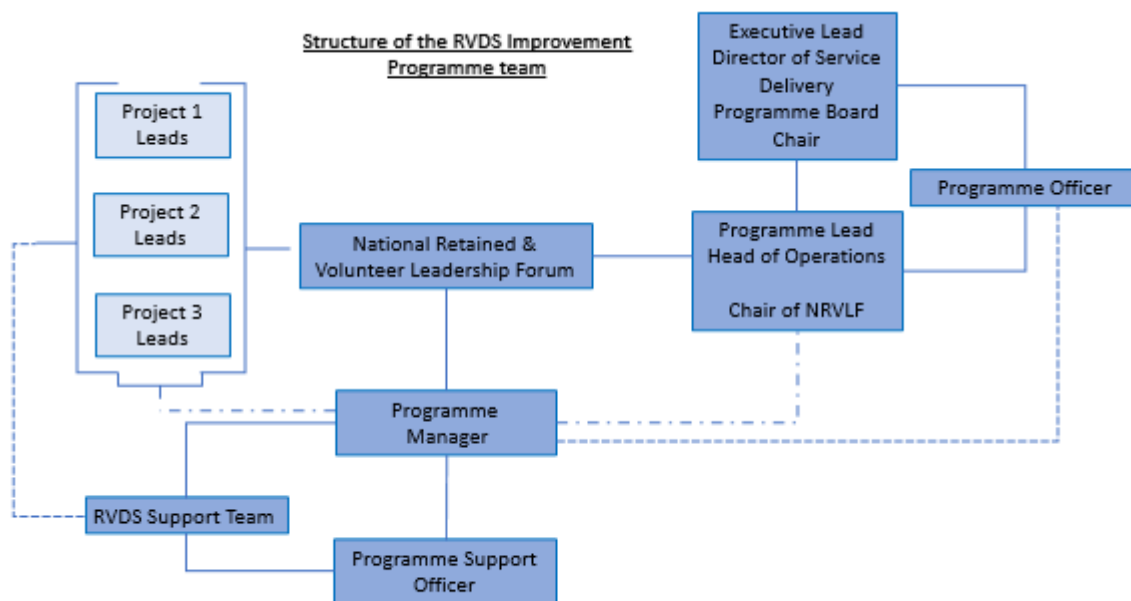 Structure of the RVDS Improvement
Programme team
Executive Lead
Director of Service
Delivery
Programme Board
Chair
Project 1
Leads
Programme Officer
Project 2
Leads
National Retained &
Volunteer Leadership Forum
Programme Lead
Head of Operations
Chair of NRVLF
Project 3
Leads
Programme
Manager
RVDS Support Team
Programme Support
Officer